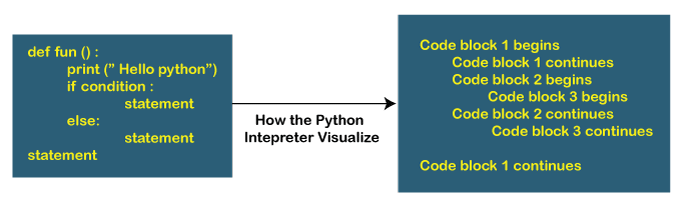 def fun () :
print (” Hello python”)
if condition :
statement
else:
statement
statement
How the Python
Intepreter Visualize
Code block 1 begins
Code block 1 continues
Code block 2 begins
Code block 3 begins
Code block 2 continues
Code block 3 continues
Code block 1 continues